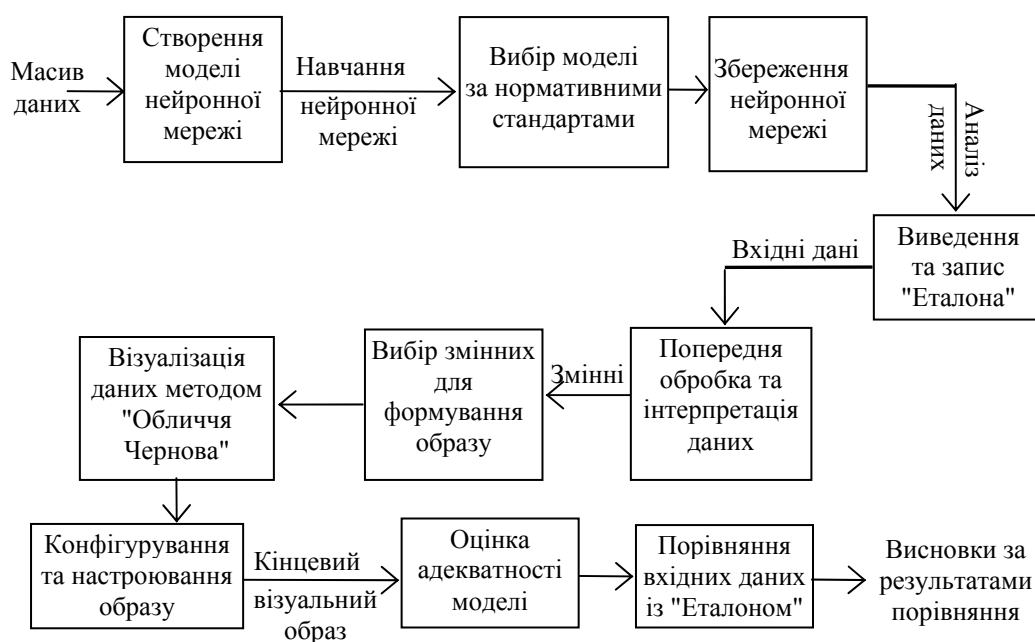 Масив
даних
Створення
моделі
нейронної
мережі
Навчання
нейронної
мережі
Вибір моделі
за нормативними
стандартами
Збереження
нейронної
мережі
Аналіз
даних
Виведення
та запис
"Еталона"
Вхідні дані
Попередня
обробка та
інтерпретація
даних
Змінні
Вибір змінних
для
формування
образу
Візуалізація
даних методом
"Обличчя
Чернова"
Конфігурування
та настроювання
образу
Кінцевий
візуальний
образ
Оцінка
адекватності
моделі
Порівняння
вхідних даних
із "Еталоном"
Висновки за
результатами
порівняння